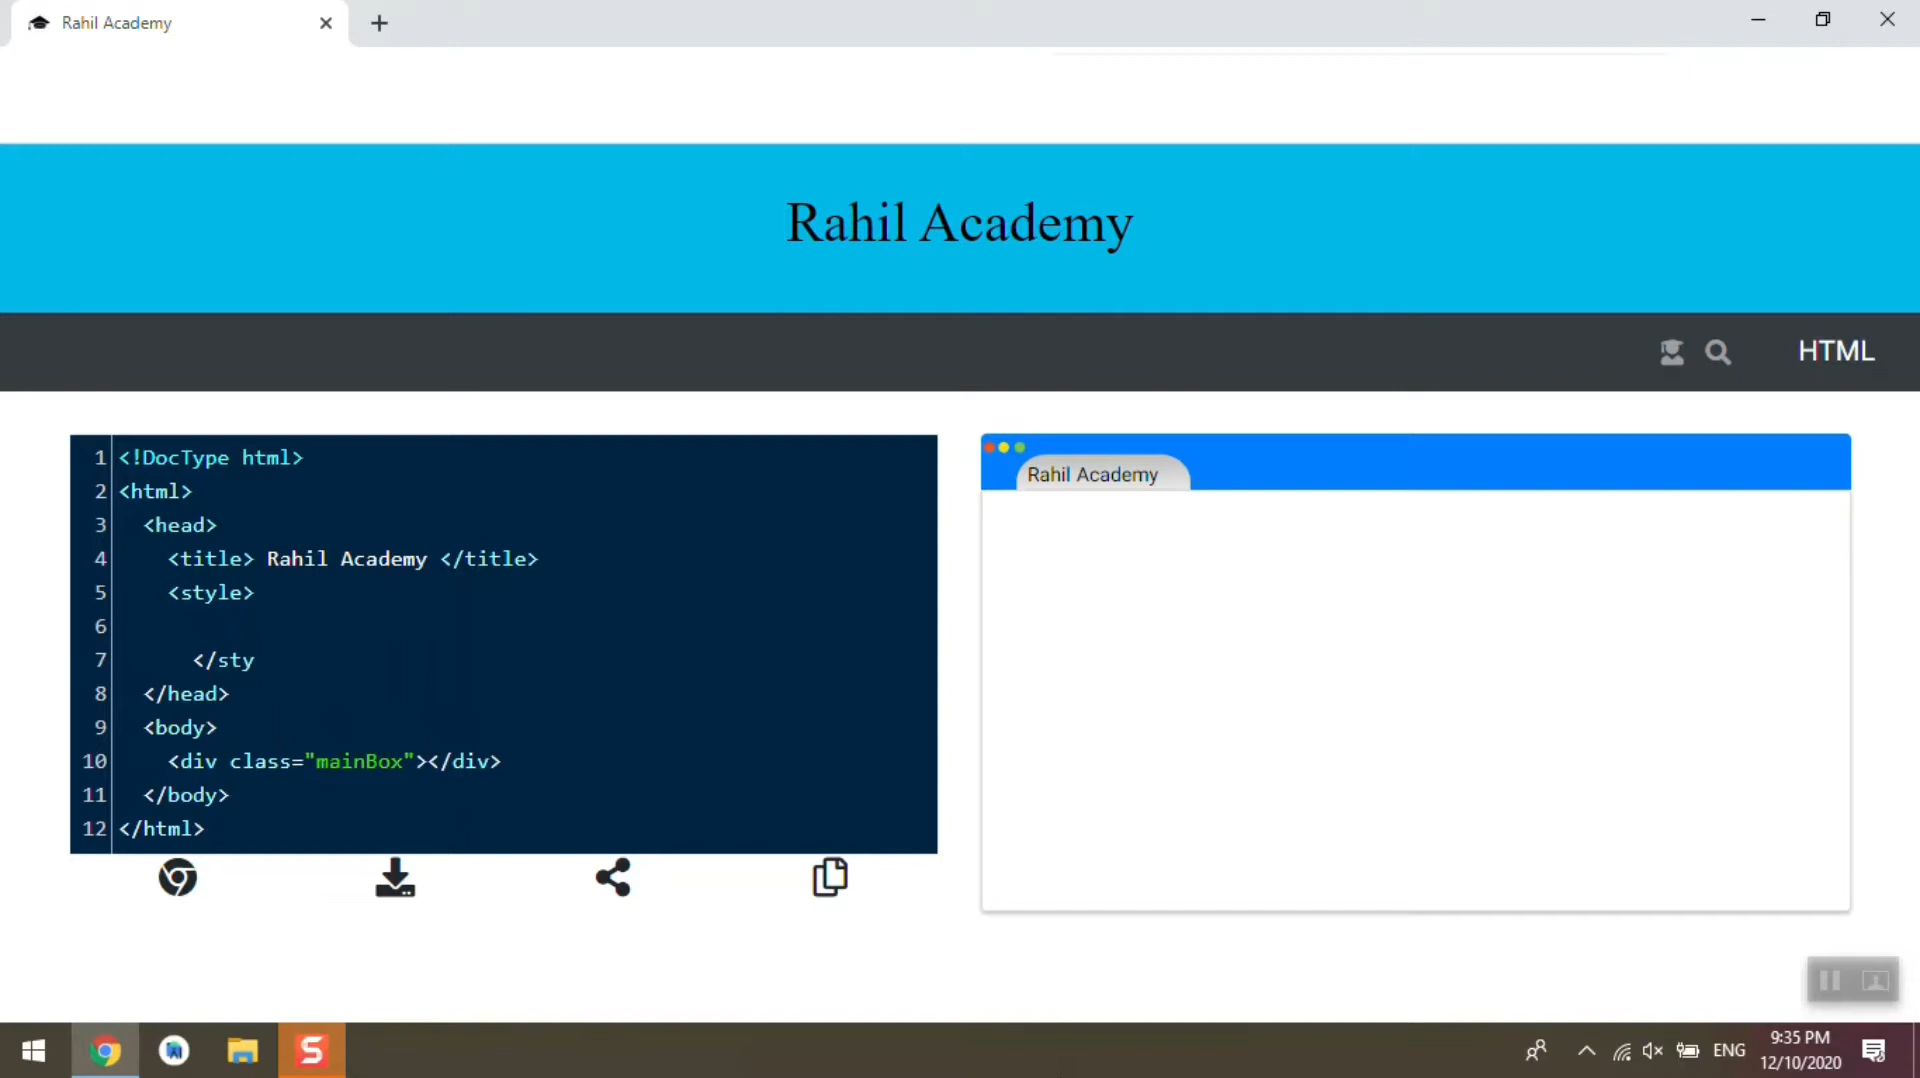 Rahil Academy
Rahil Academy
HTML
1 <!DocType html>
2 <html>
3 <head>
4 <title> Rahil Academy </title>
5 <style>
6
7 </sty
8 </head>
9 <body>
10 <div class="mainBox"></div>
11 </body>
12 </html>
Rahil Academy
ENG
9:35 PM
12/10/2020